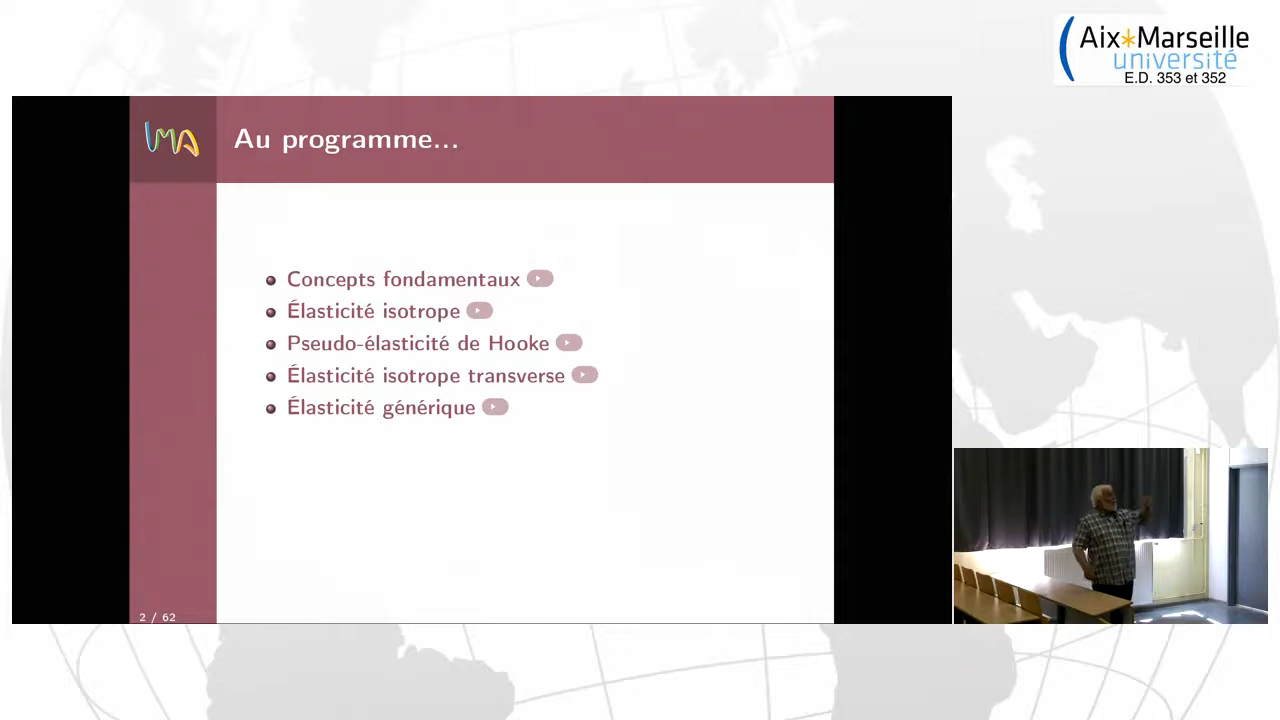 Aix*Marseille
université
E.D. 353 et 352
LMA
Au programme...
Concepts fondamentaux
Élasticité isotrope
Pseudo-élasticité de Hooke
Élasticité isotrope transverse
Élasticité générique
2 / 62